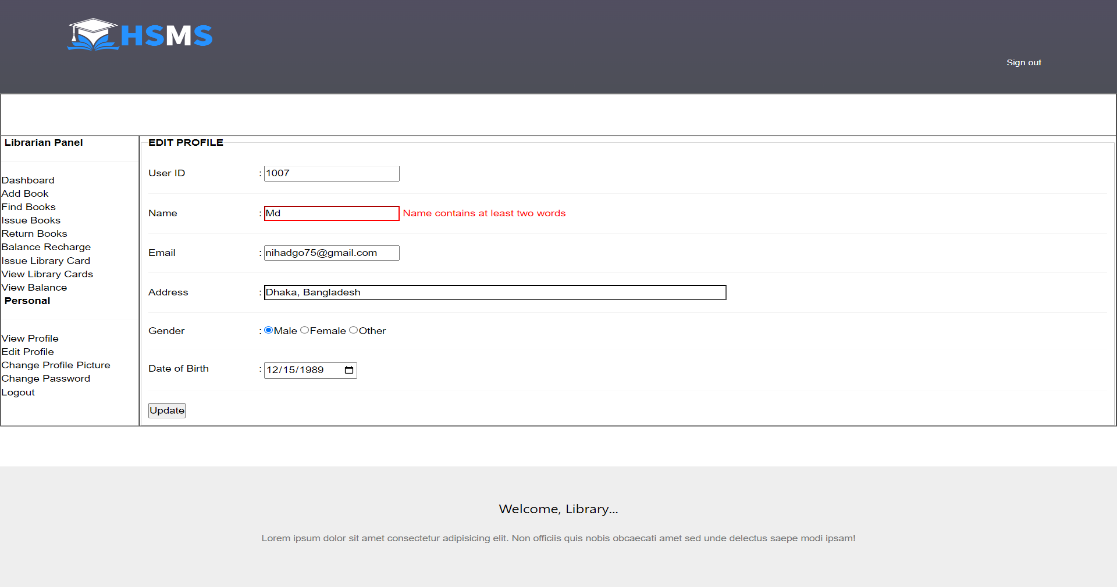 HSMS
Sign out
Librarian Panel
Dashboard
Add Book
Find Books
Issue Books
Return Books
Balance Recharge
Issue Library Card
View Library Cards
View Balance
Personal
View Profile
Edit Profile
Change Profile Picture
Change Password
Logout
EDIT PROFILE
User ID : 1007
Name : Md Name contains at least two words
Email : nihadgo75@gmail.com
Address : Dhaka, Bangladesh
Gender : Male Female Other
Date of Birth : 12/15/1989
Update
Welcome, Library...
Lorem ipsum dolor sit amet consectetur adipisicing elit. Non officiis quis nobis obcaecati amet sed unde delectus saepe modi ipsam!